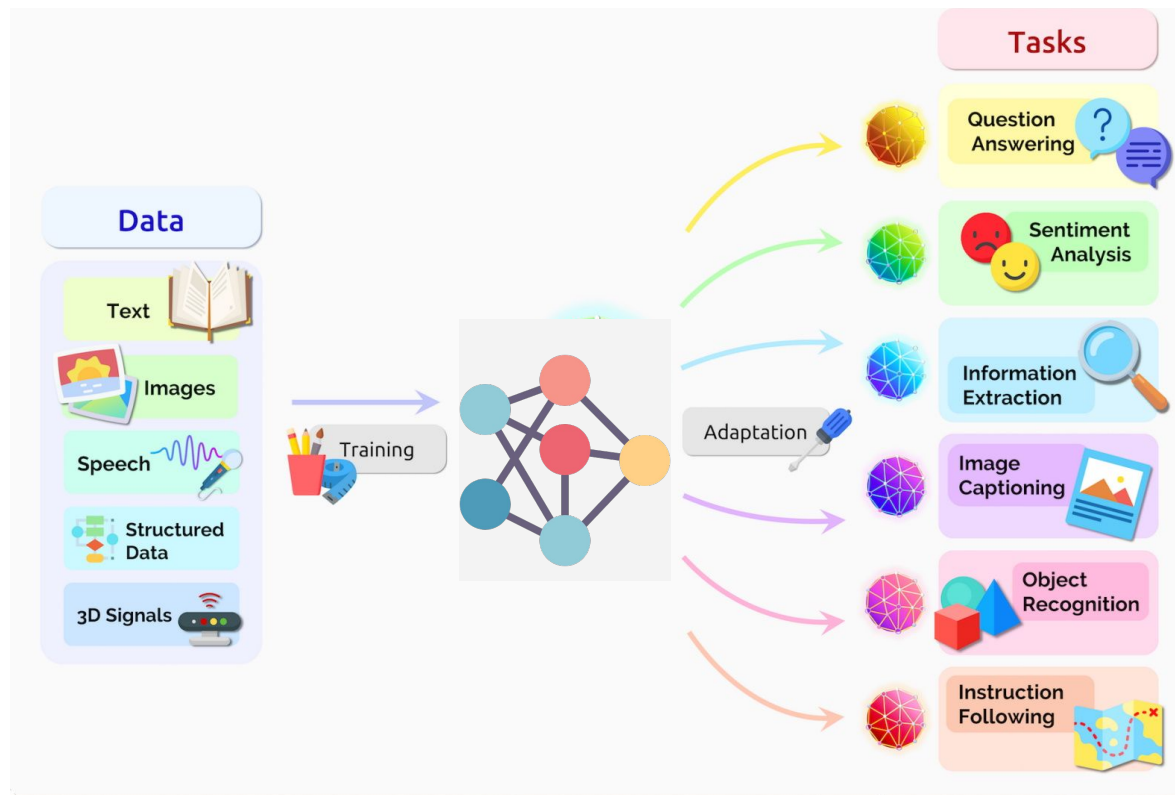 Tasks
Question
Answering
?
Data
Sentiment
Analysis
Text
Images
Information
Extraction
Training
Adaptation
Speech
Image
Captioning
Structured
Data
Object
Recognition
3D Signals
Instruction
Following